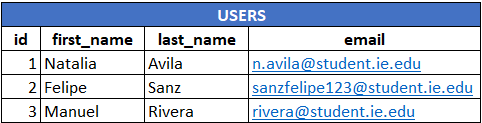 USERS
id first_name last_name email
1 Natalia Avila n.avila@student.ie.edu
2 Felipe Sanz sanzfelipe123@student.ie.edu
3 Manuel Rivera rivera@student.ie.edu